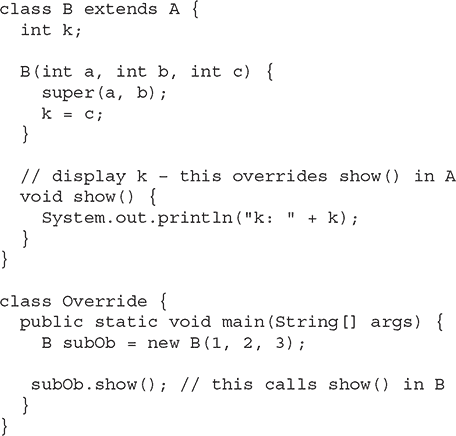 class B extends A {
  int k;

  B(int a, int b, int c) {
    super(a, b);
    k = c;
  }

  // display k – this overrides show() in A
  void show() {
    System.out.println("k: " + k);
  }
}

class Override {
  public static void main(String[] args) {
    B subOb = new B(1, 2, 3);

   subOb.show(); // this calls show() in B
  }
}